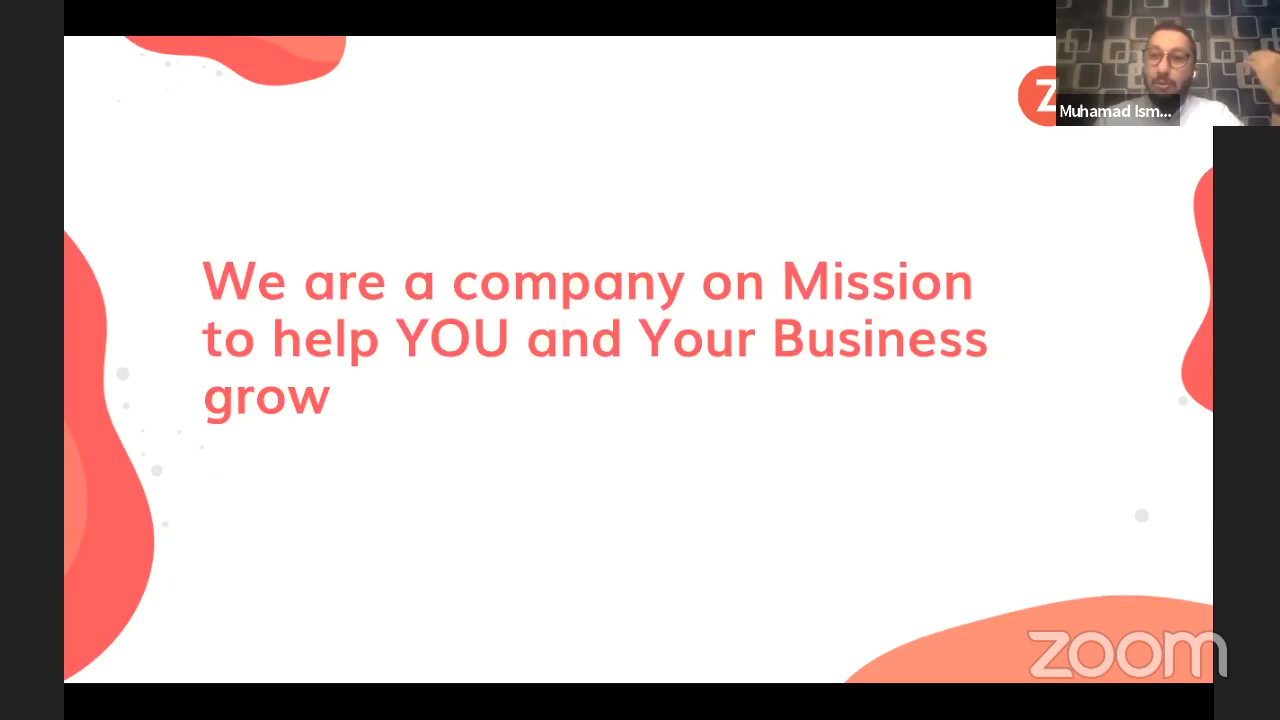 Z
Muhamad Ism...
We are a company on Mission
to help YOU and Your Business
grow
zoom